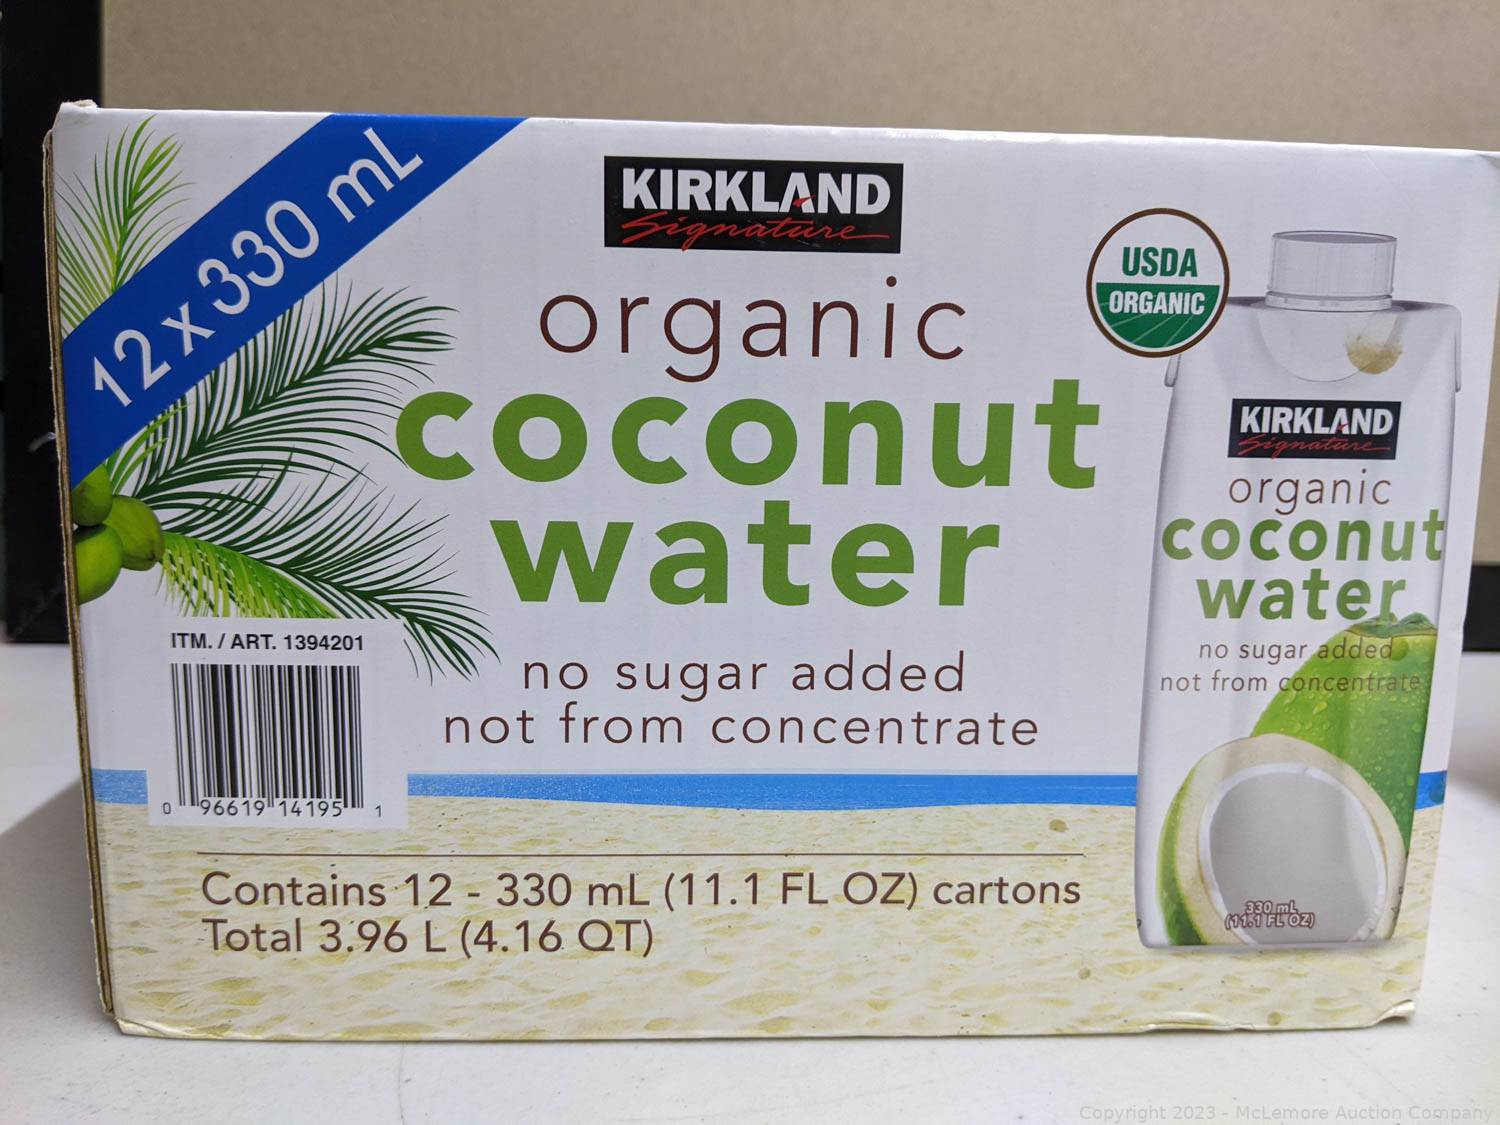 12 x 330 mL
KIRKLAND
Signature
organic
coconut
water
no sugar added
not from concentrate
USDA
ORGANIC
KIRKLAND
Signature
organic
coconut
water
no sugar added
not from concentrate
330 mL
(11.1 FL OZ)
ITM. / ART. 1394201
0 96619 14195 1
Contains 12 - 330 mL (11.1 FL OZ) cartons
Total 3.96 L (4.16 QT)
Copyright 2023 - McLemore Auction Company